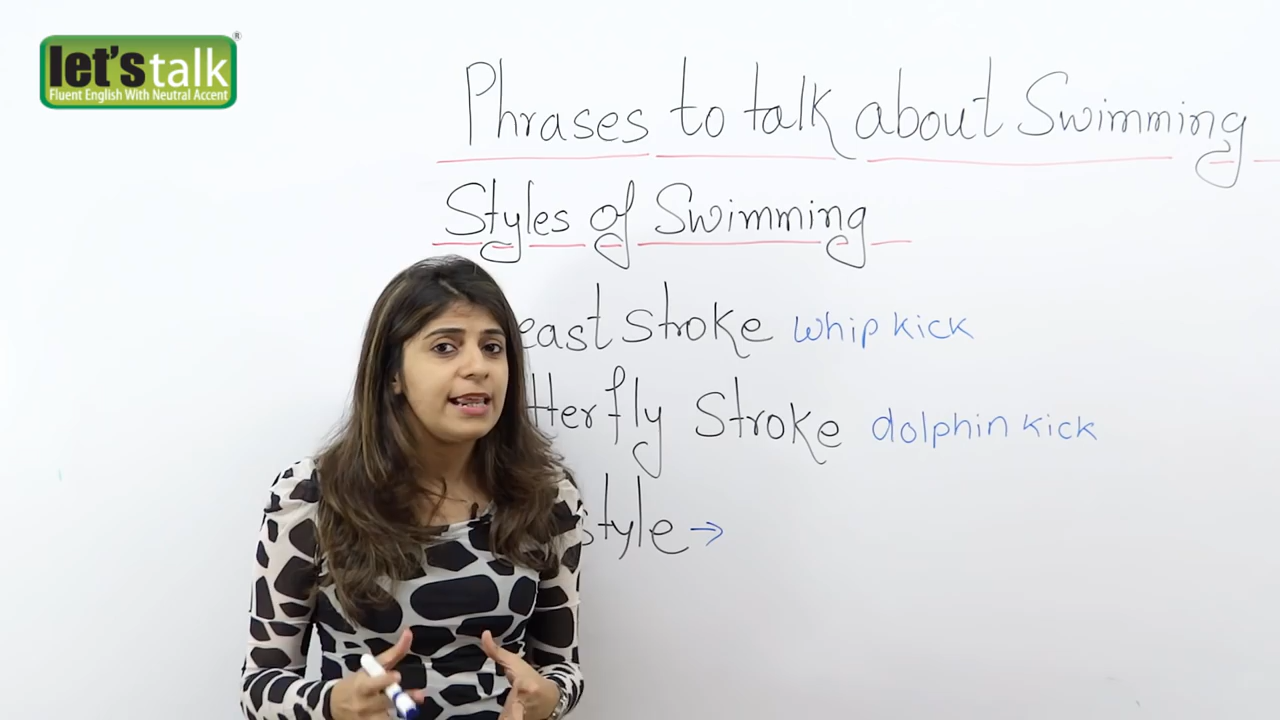 let's talk®
Fluent English With Neutral Accent
Phrases to talk about Swimming
Styles of Swimming
east stroke whip kick
tterfly Stroke dolphin kick
style →